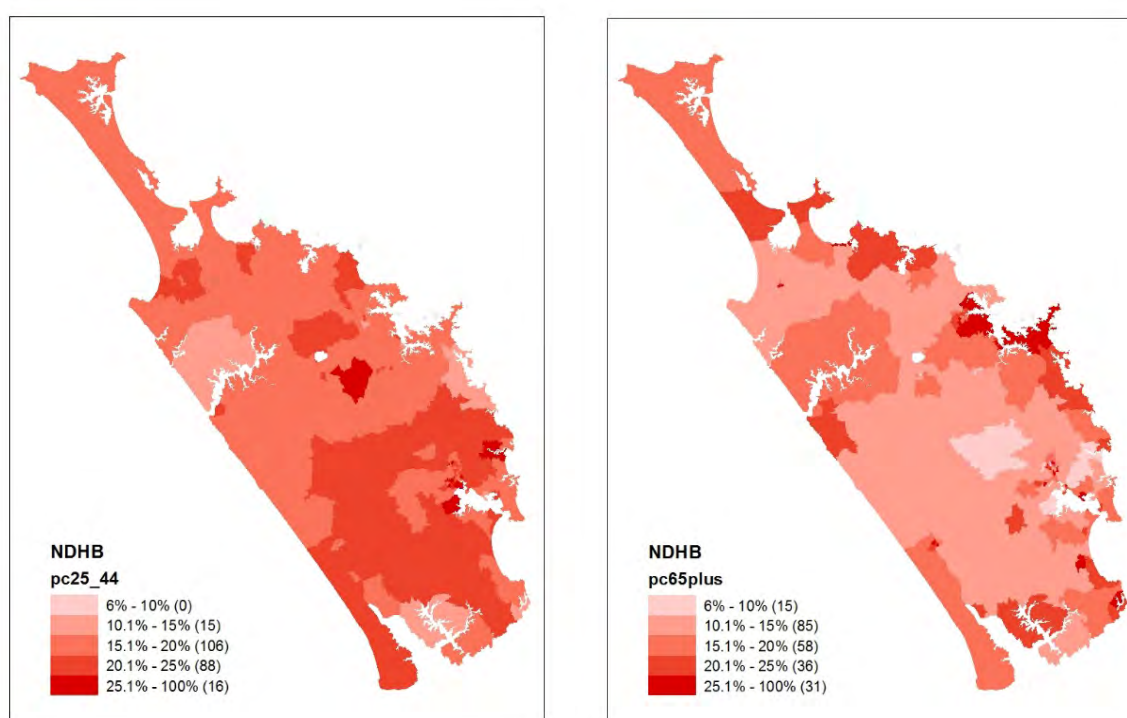 NDHB
pc25_44
6% - 10% (0)
10.1% - 15% (15)
15.1% - 20% (106)
20.1% - 25% (88)
25.1% - 100% (16)
NDHB
pc65plus
6% - 10% (15)
10.1% - 15% (85)
15.1% - 20% (58)
20.1% - 25% (36)
25.1% - 100% (31)